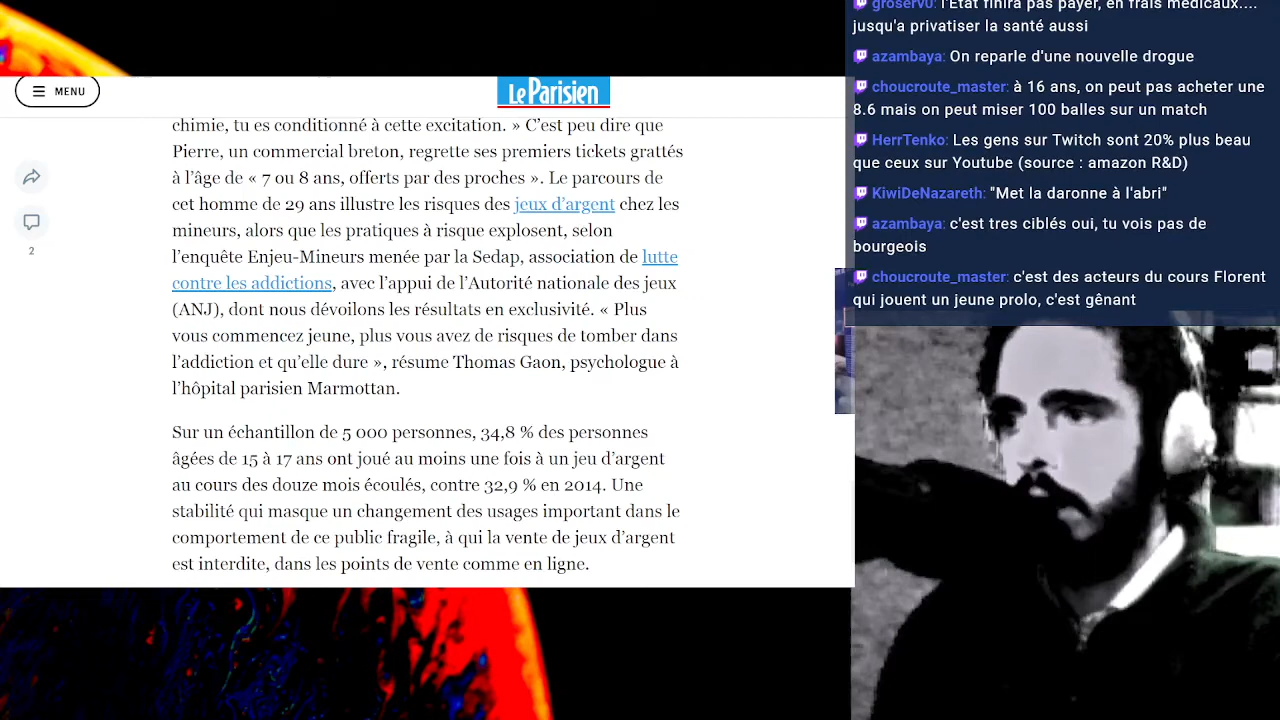 MENU
Le Parisien
chimie, tu es conditionné à cette excitation. » C'est peu dire que
Pierre, un commercial breton, regrette ses premiers tickets grattés
à l'âge de « 7 ou 8 ans, offerts par des proches ». Le parcours de
cet homme de 29 ans illustre les risques des jeux d'argent chez les
mineurs, alors que les pratiques à risque explosent, selon
l'enquête Enjeu-Mineurs menée par la Sedap, association de lutte
contre les addictions, avec l'appui de l'Autorité nationale des jeux
(ANJ), dont nous dévoilons les résultats en exclusivité. « Plus
vous commencez jeune, plus vous avez de risques de tomber dans
l'addiction et qu'elle dure », résume Thomas Gaon, psychologue à
l'hôpital parisien Marmottan.
Sur un échantillon de 5 000 personnes, 34,8 % des personnes
âgées de 15 à 17 ans ont joué au moins une fois à un jeu d'argent
au cours des douze mois écoulés, contre 32,9 % en 2014. Une
stabilité qui masque un changement des usages important dans le
comportement de ce public fragile, à qui la vente de jeux d'argent
est interdite, dans les points de vente comme en ligne.
2
groserv0: l'Etat finira pas payer, en frais médicaux....
jusqu'a privatiser la santé aussi
azambaya: On reparle d'une nouvelle drogue
choucroute_master: à 16 ans, on peut pas acheter une
8.6 mais on peut miser 100 balles sur un match
HerrTenko: Les gens sur Twitch sont 20% plus beau
que ceux sur Youtube (source : amazon R&D)
KiwiDeNazareth: "Met la daronne à l'abri"
azambaya: c'est tres ciblés oui, tu vois pas de
bourgeois
choucroute_master: c'est des acteurs du cours Florent
qui jouent un jeune prolo, c'est gênant